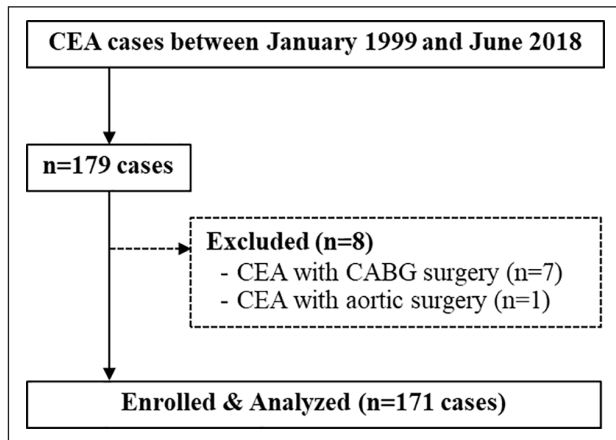 CEA cases between January 1999 and June 2018
n=179 cases
Excluded (n=8)
- CEA with CABG surgery (n=7)
- CEA with aortic surgery (n=1)
Enrolled & Analyzed (n=171 cases)